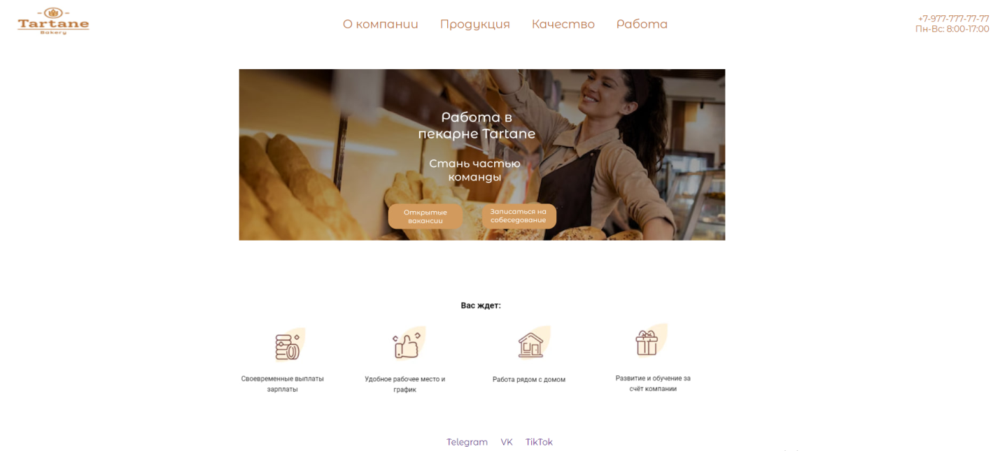 Tartane
Bakery
О компании Продукция Качество Работа
+7-977-777-77-77
Пн-Вс: 8:00-17:00
Работа в
пекарне Tartane
Стань частью
команды
Открытые
вакансии
Записаться на
собеседование
Вас ждет:
Своевременные выплаты
зарплаты
Удобное рабочее место и
график
Работа рядом с домом
Развитие и обучение за
счёт компании
Telegram VK TikTok